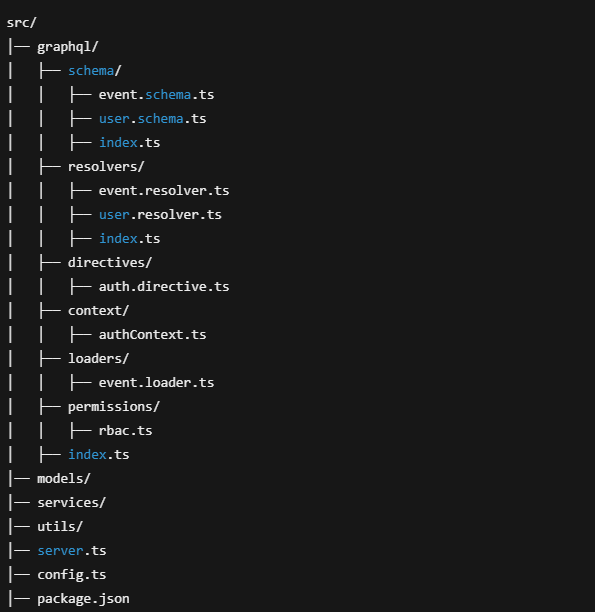 src/
|── graphql/
│   ├── schema/
│   │   ├── event.schema.ts
│   │   ├── user.schema.ts
│   │   ├── index.ts
│   ├── resolvers/
│   │   ├── event.resolver.ts
│   │   ├── user.resolver.ts
│   │   ├── index.ts
│   ├── directives/
│   │   ├── auth.directive.ts
│   ├── context/
│   │   ├── authContext.ts
│   ├── loaders/
│   │   ├── event.loader.ts
│   ├── permissions/
│   │   ├── rbac.ts
│   ├── index.ts
|── models/
|── services/
|── utils/
|── server.ts
|── config.ts
|── package.json